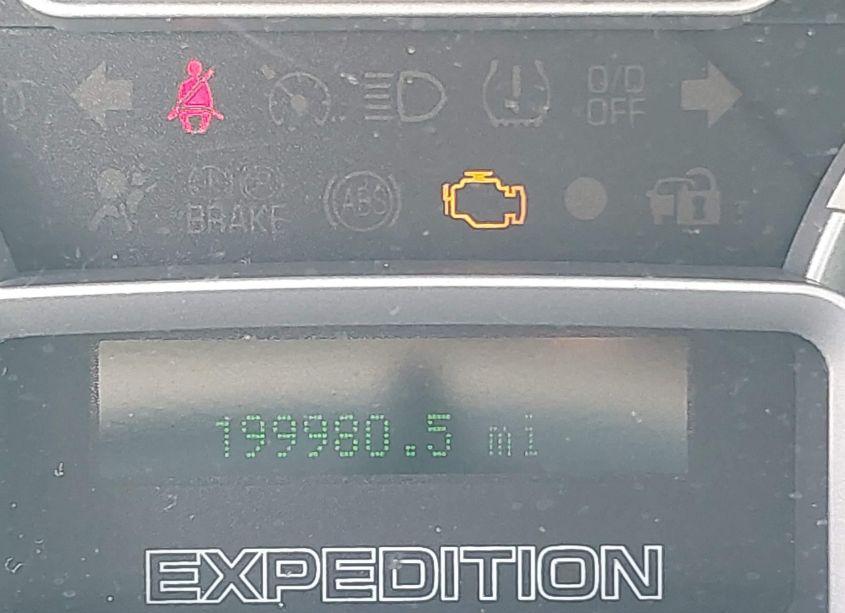 O/D
OFF
BRAKE
ABS
199980.5 mi
EXPEDITION